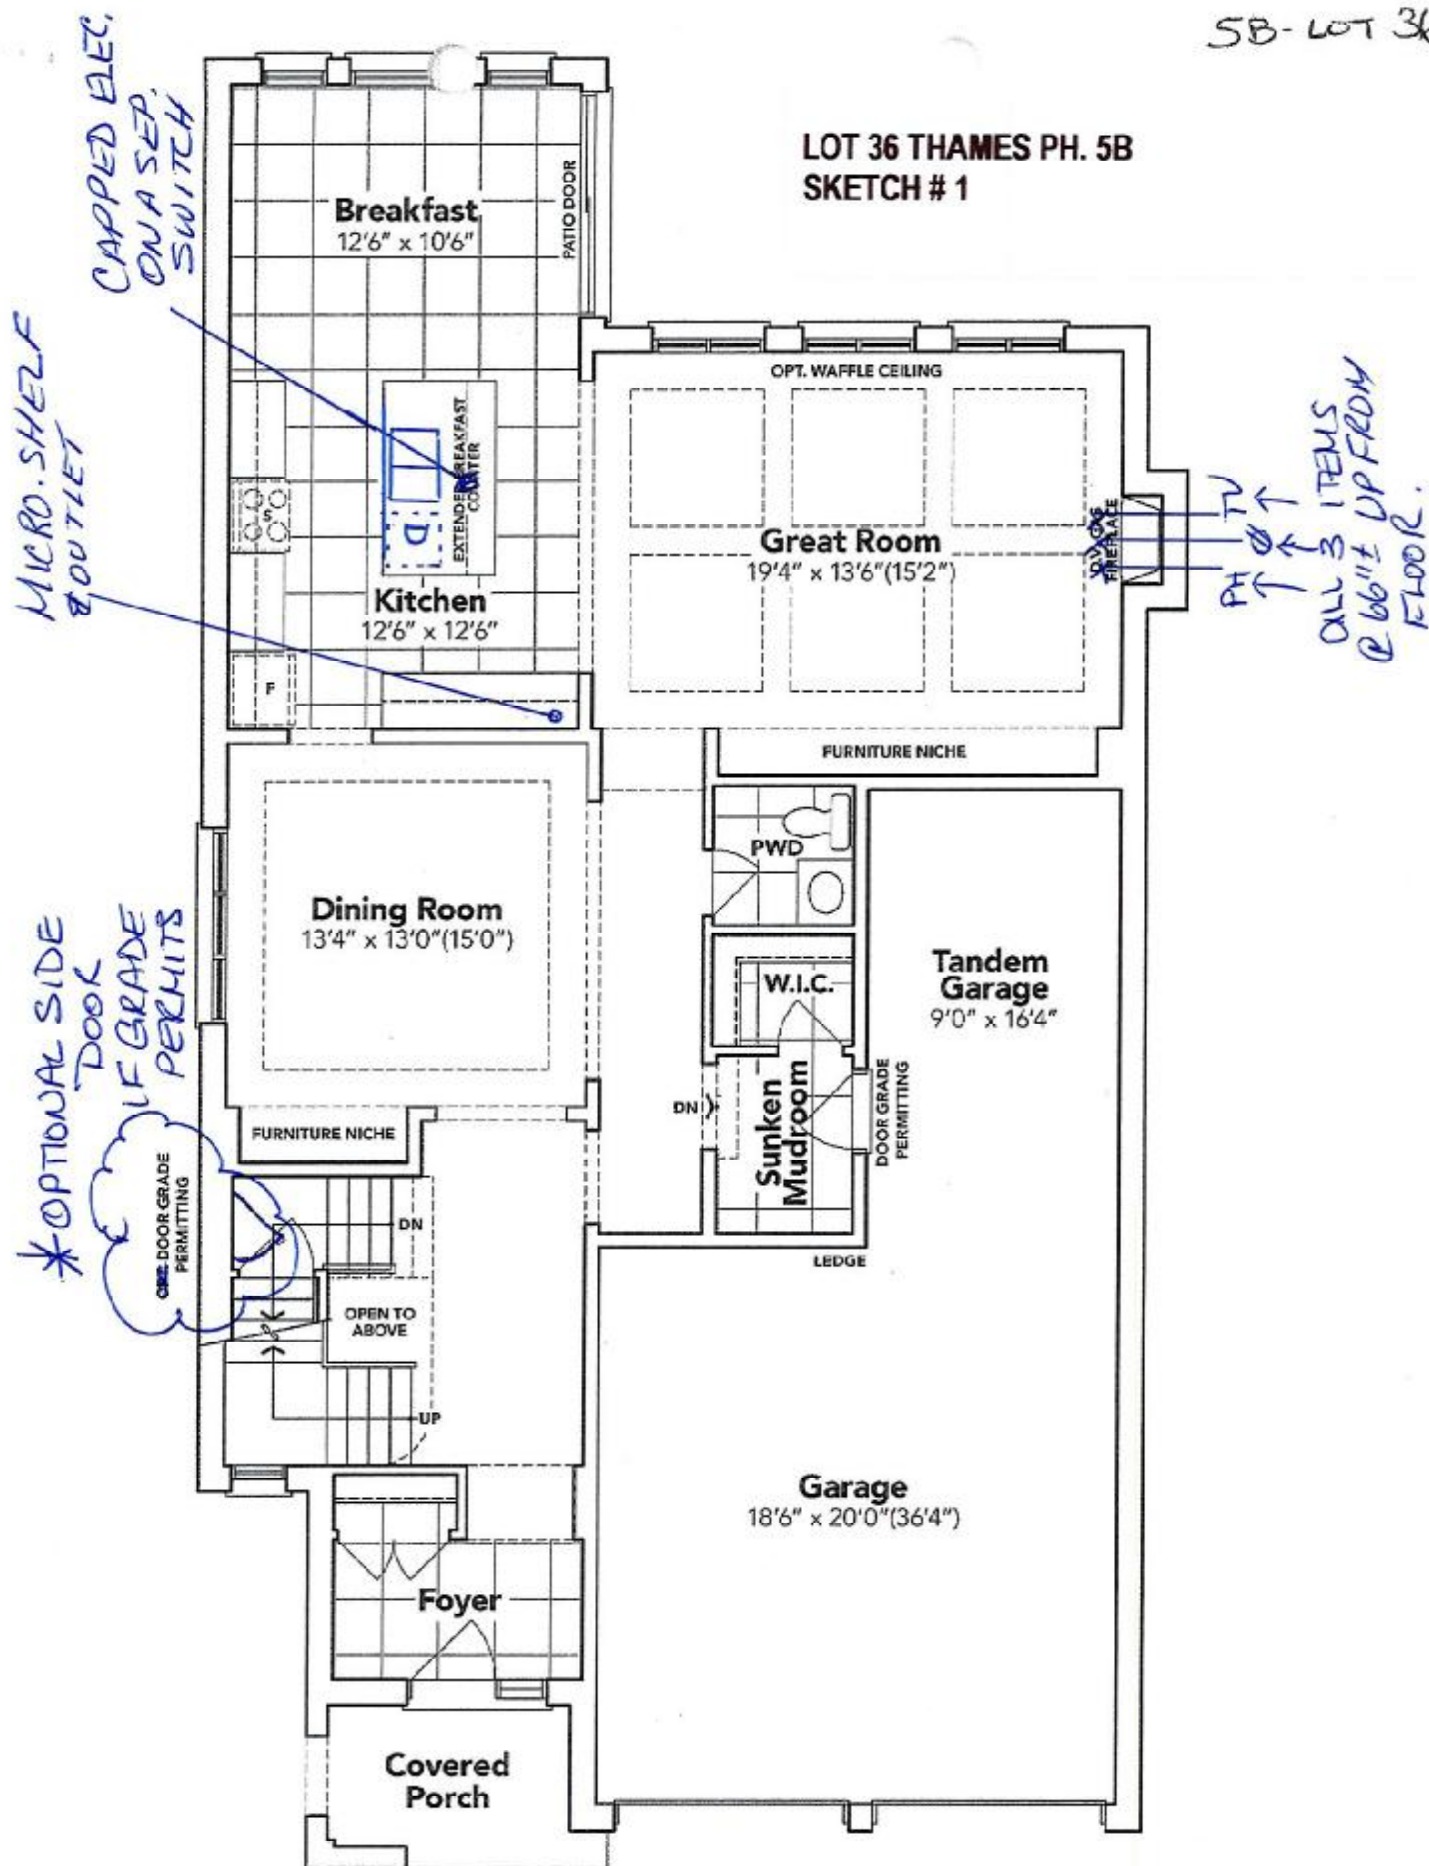 5B- LOT 36
LOT 36 THAMES PH. 5B
SKETCH # 1
CAPPED ELEC.
ON A SEP.
SWITCH
Breakfast
12'6" x 10'6"
PATIO DOOR
MICRO. SHELF
& OUTLET
OPT. WAFFLE CEILING
EXTENDED BREAKFAST
COUNTER
S
D
Great Room
19'4" x 13'6"(15'2")
D.V. GAS
FIREPLACE
TV
PH
ALL 3 ITEMS
@ 66"± UP FROM
FLOOR.
Kitchen
12'6" x 12'6"
F
FURNITURE NICHE
PWD
Dining Room
13'4" x 13'0"(15'0")
W.I.C.
Tandem
Garage
9'0" x 16'4"
* OPTIONAL SIDE
DOOR
IF GRADE
PERMITS
DN
Sunken
Mudroom
DOOR GRADE
PERMITTING
FURNITURE NICHE
OPT. DOOR GRADE
PERMITTING
DN
LEDGE
OPEN TO
ABOVE
UP
Garage
18'6" x 20'0"(36'4")
Foyer
Covered
Porch